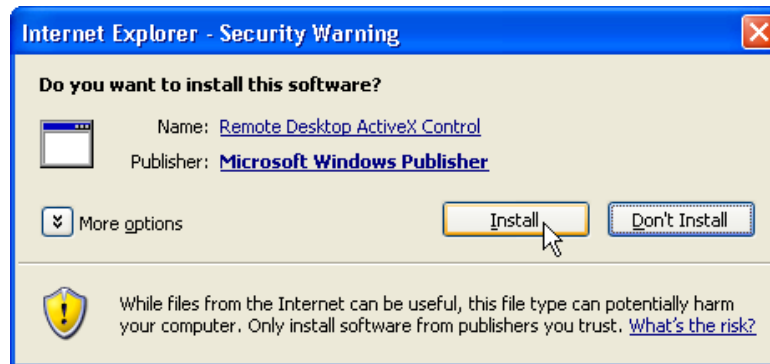 Internet Explorer - Security Warning
Do you want to install this software?
Name: Remote Desktop ActiveX Control
Publisher: Microsoft Windows Publisher
More options Install Don't Install
While files from the Internet can be useful, this file type can potentially harm
your computer. Only install software from publishers you trust. What's the risk?